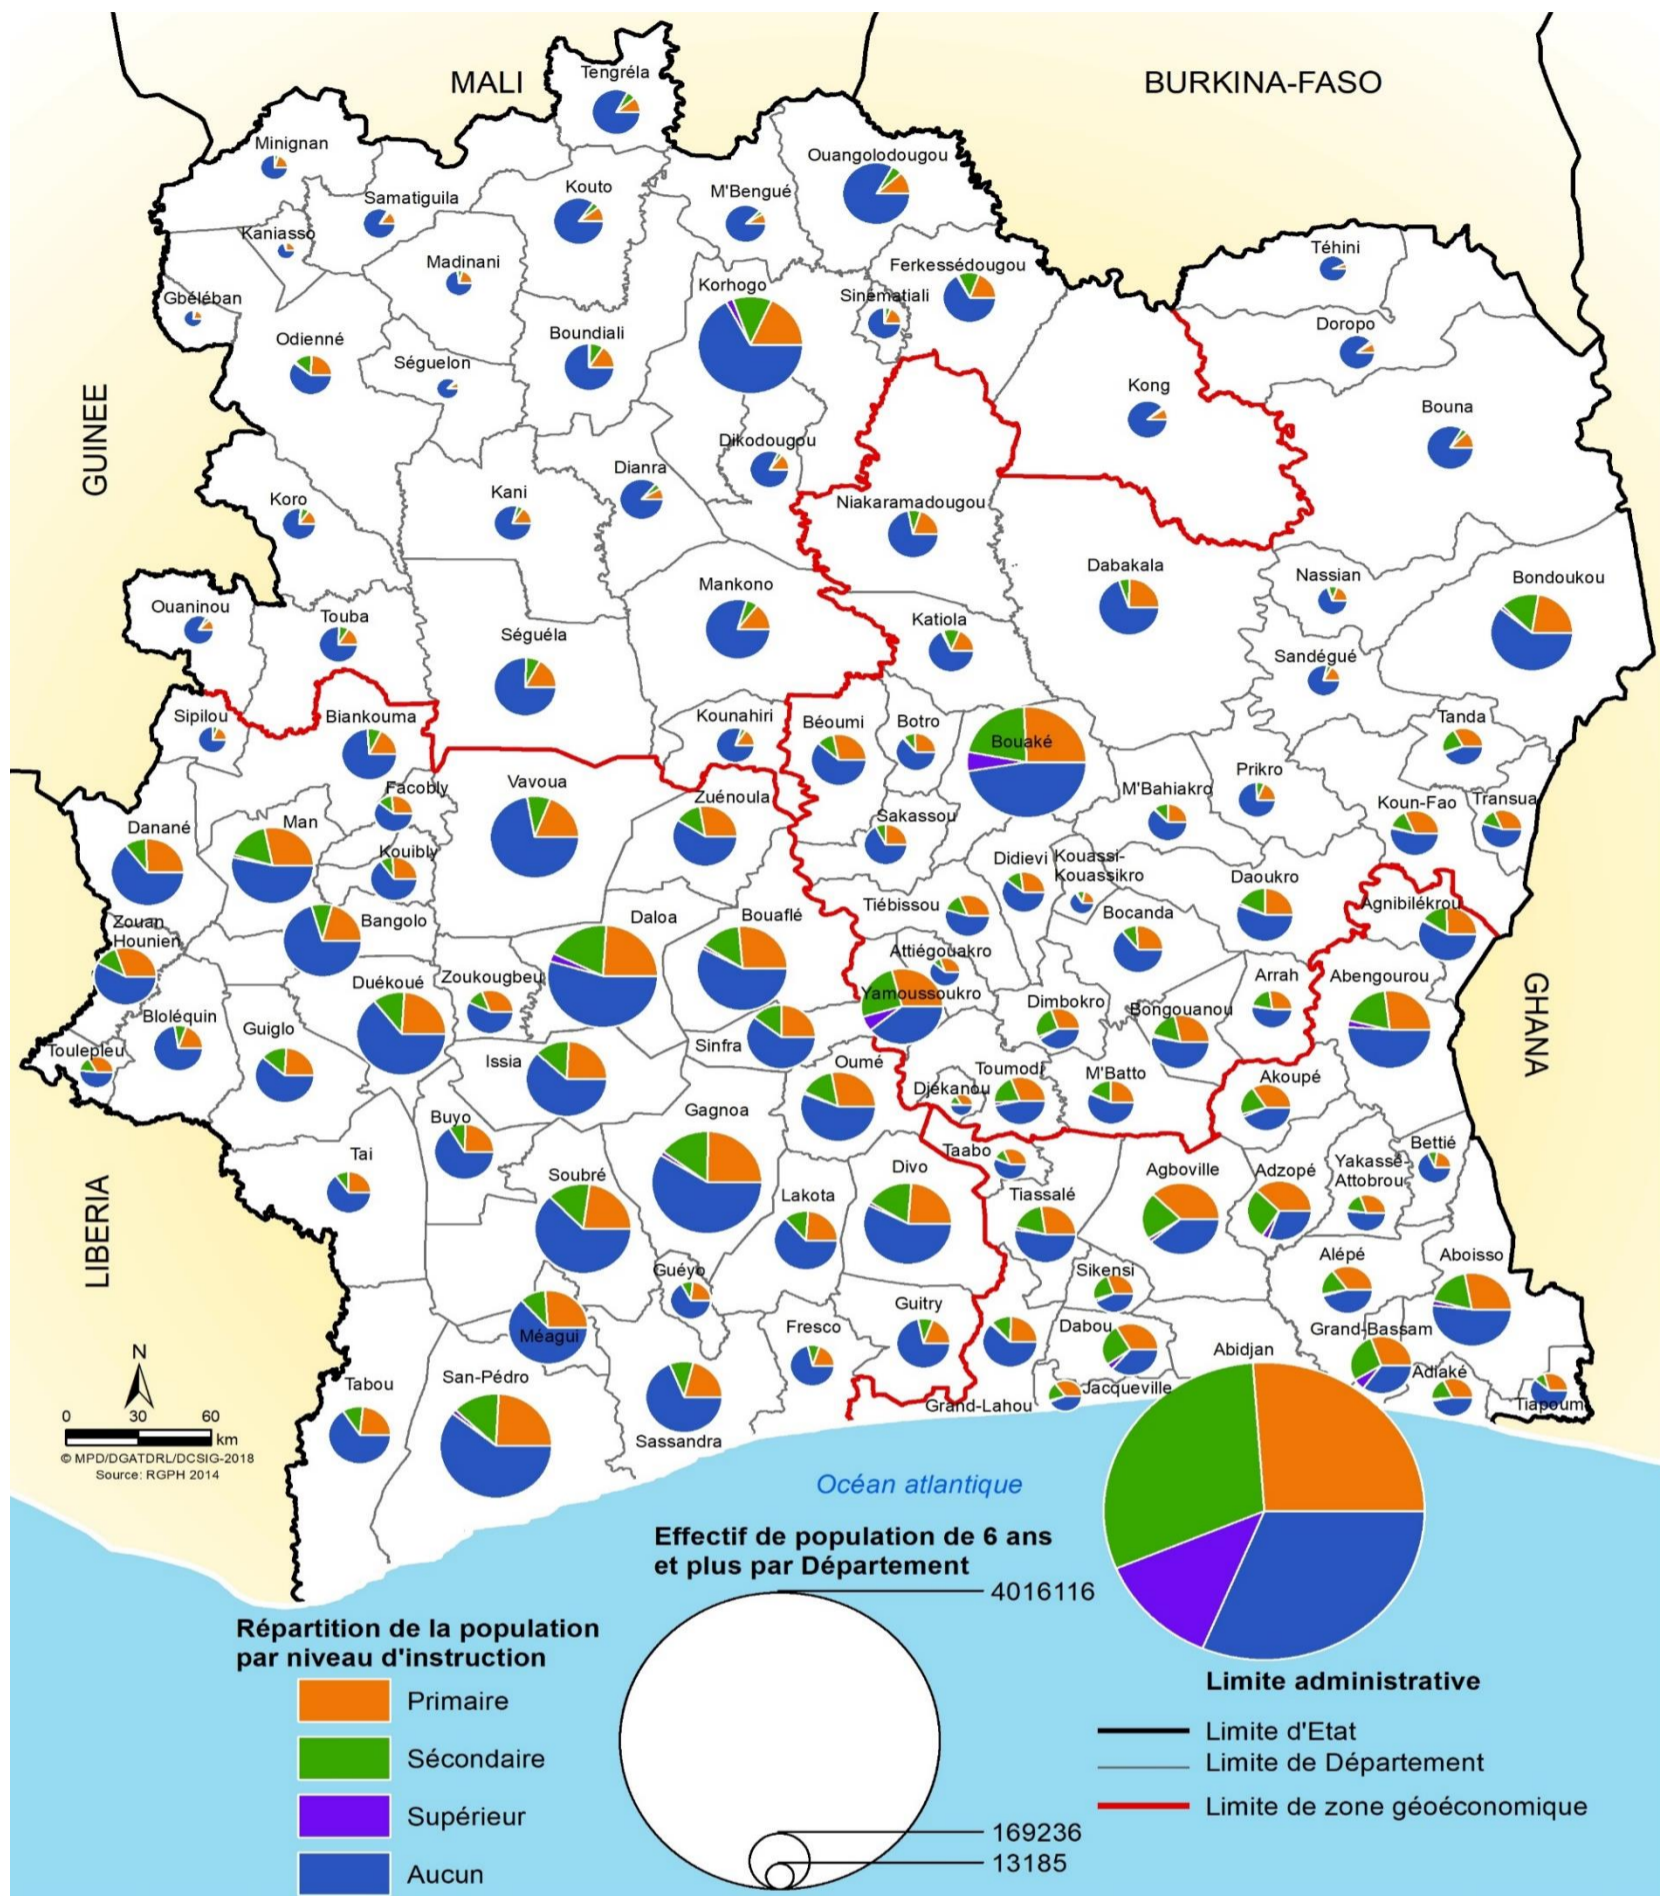 MALI
BURKINA-FASO
Tengréla
Minignan
Ouangolodougou
Samatiguila
Kouto
M'Bengué
Kaniasso
Téhini
Madinani
Korhogo
Ferkessédougou
Gbéléban
Sinématiali
Odienné
Boundiali
Doropo
Séguelon
GUINEE
Kong
Bouna
Dikodougou
Dianra
Koro
Kani
Niakaramadougou
Dabakala
Nassian
Bondoukou
Mankono
Ouaninou
Touba
Séguéla
Katiola
Sandégué
Sipilou
Biankouma
Kounahiri
Béoumi
Botro
Tanda
Bouaké
Facobly
Vavoua
Zuénoula
M'Bahiakro
Prikro
Koun-Fao
Transua
Danané
Man
Sakassou
Kouibly
Didievi
Kouassi-
Kouassikro
Daoukro
Zouan
Hounien
Bangolo
Daloa
Bouaflé
Tiébissou
Bocanda
Agnibilékrou
Attiégouakro
Duékoué
Zoukougbeu
Yamoussoukro
Dimbokro
Bongouanou
Arrah
Abengourou
GHANA
Toulepleu
Bloléquin
Guiglo
Issia
Sinfra
Oumé
Djékanou
Toumodi
M'Batto
Akoupé
Gagnoa
Buyo
Tai
Soubré
Lakota
Divo
Taabo
Tiassalé
Agboville
Adzopé
Yakassé-
Attobrou
Bettié
LIBERIA
Guéyo
Sikensi
Alépé
Aboisso
Méagui
Fresco
Guitry
Dabou
Abidjan
Grand-Bassam
Adiaké
Tiapoum
N
Tabou
San-Pédro
Sassandra
Grand-Lahou
Jacqueville
0 30 60
km
© MPD/DGATDRL/DCSIG-2018
Source: RGPH 2014
Océan atlantique
Effectif de population de 6 ans
et plus par Département
4016116
169236
13185
Répartition de la population
par niveau d'instruction
Primaire
Sécondaire
Supérieur
Aucun
Limite administrative
Limite d'Etat
Limite de Département
Limite de zone géoéconomique